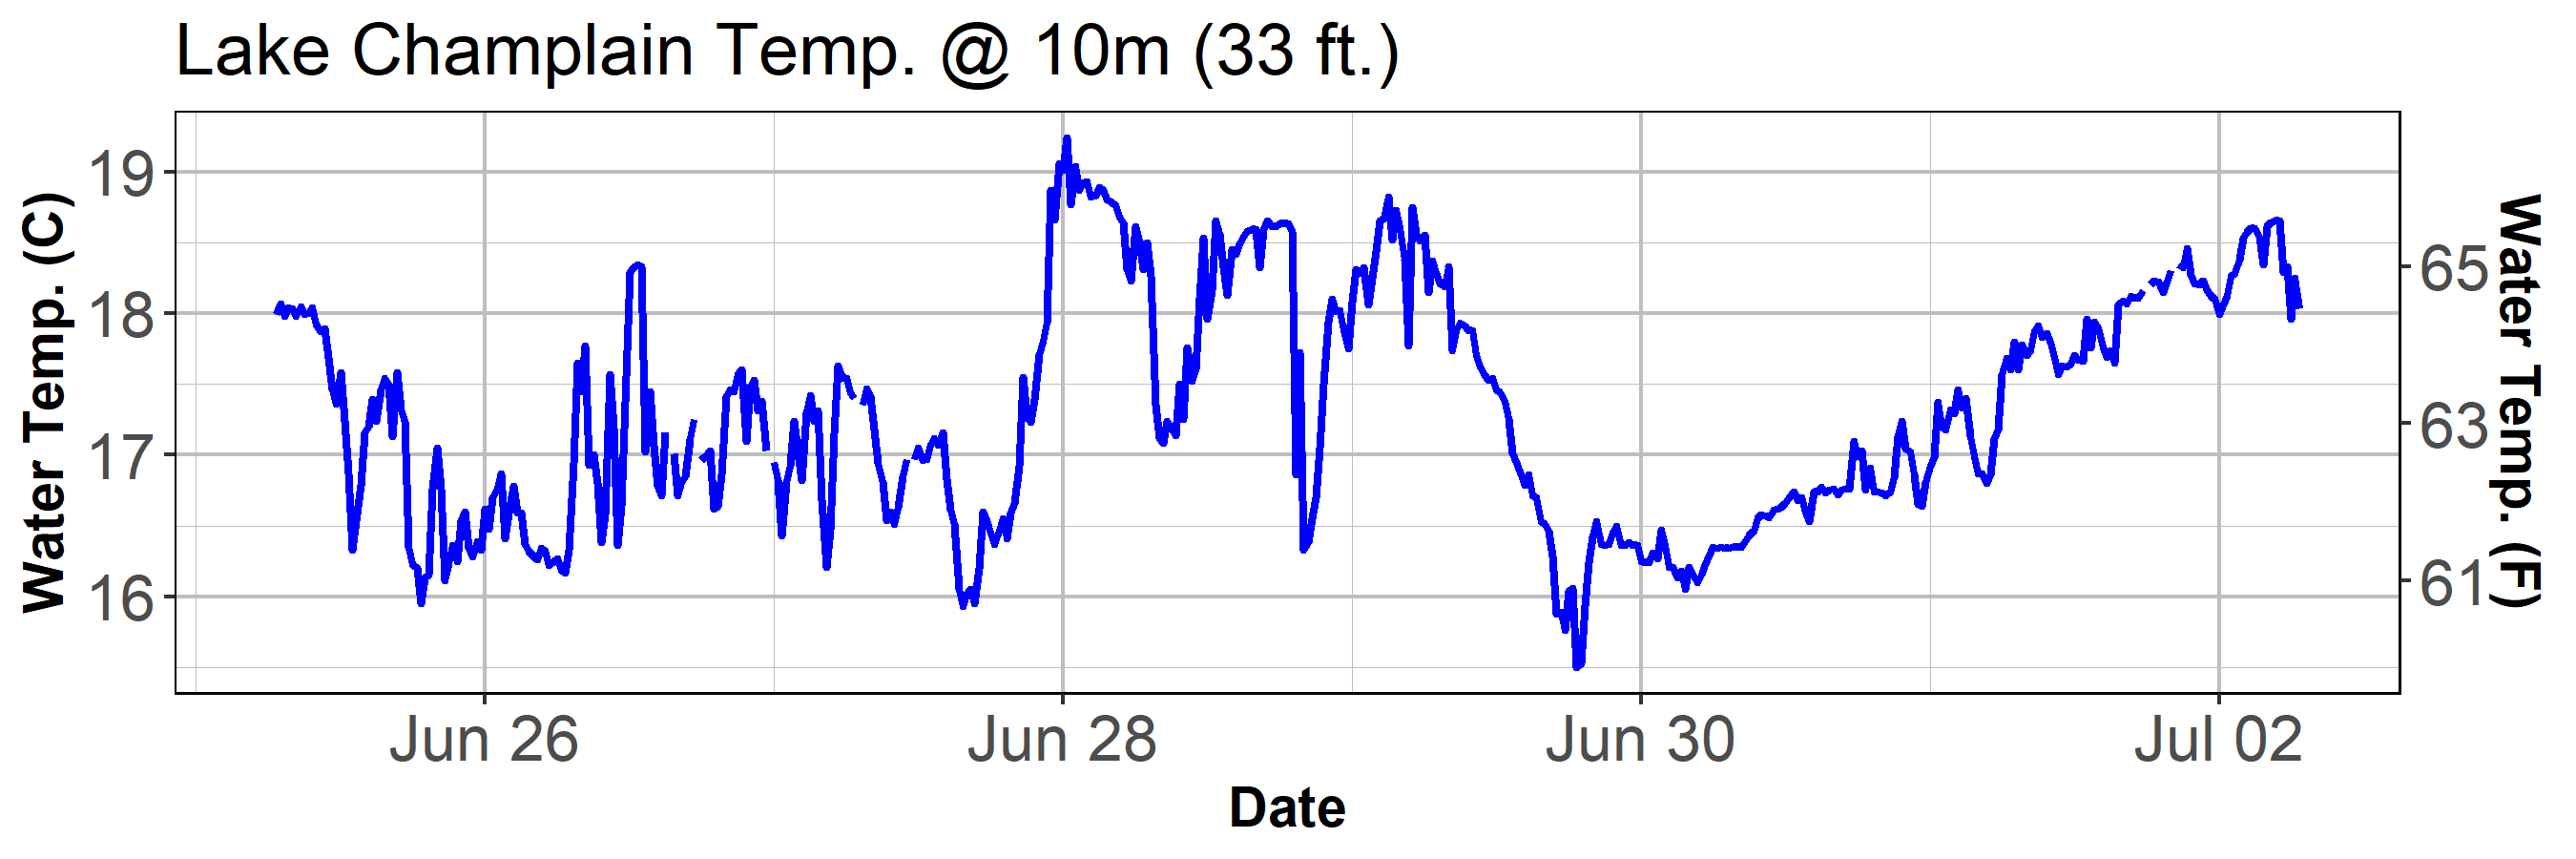 Lake Champlain Temp. @ 10m (33 ft.)
Water Temp. (C)
19
18
17
16
65
63
61
Water Temp. (F)
Jun 26
Jun 28
Jun 30
Jul 02
Date